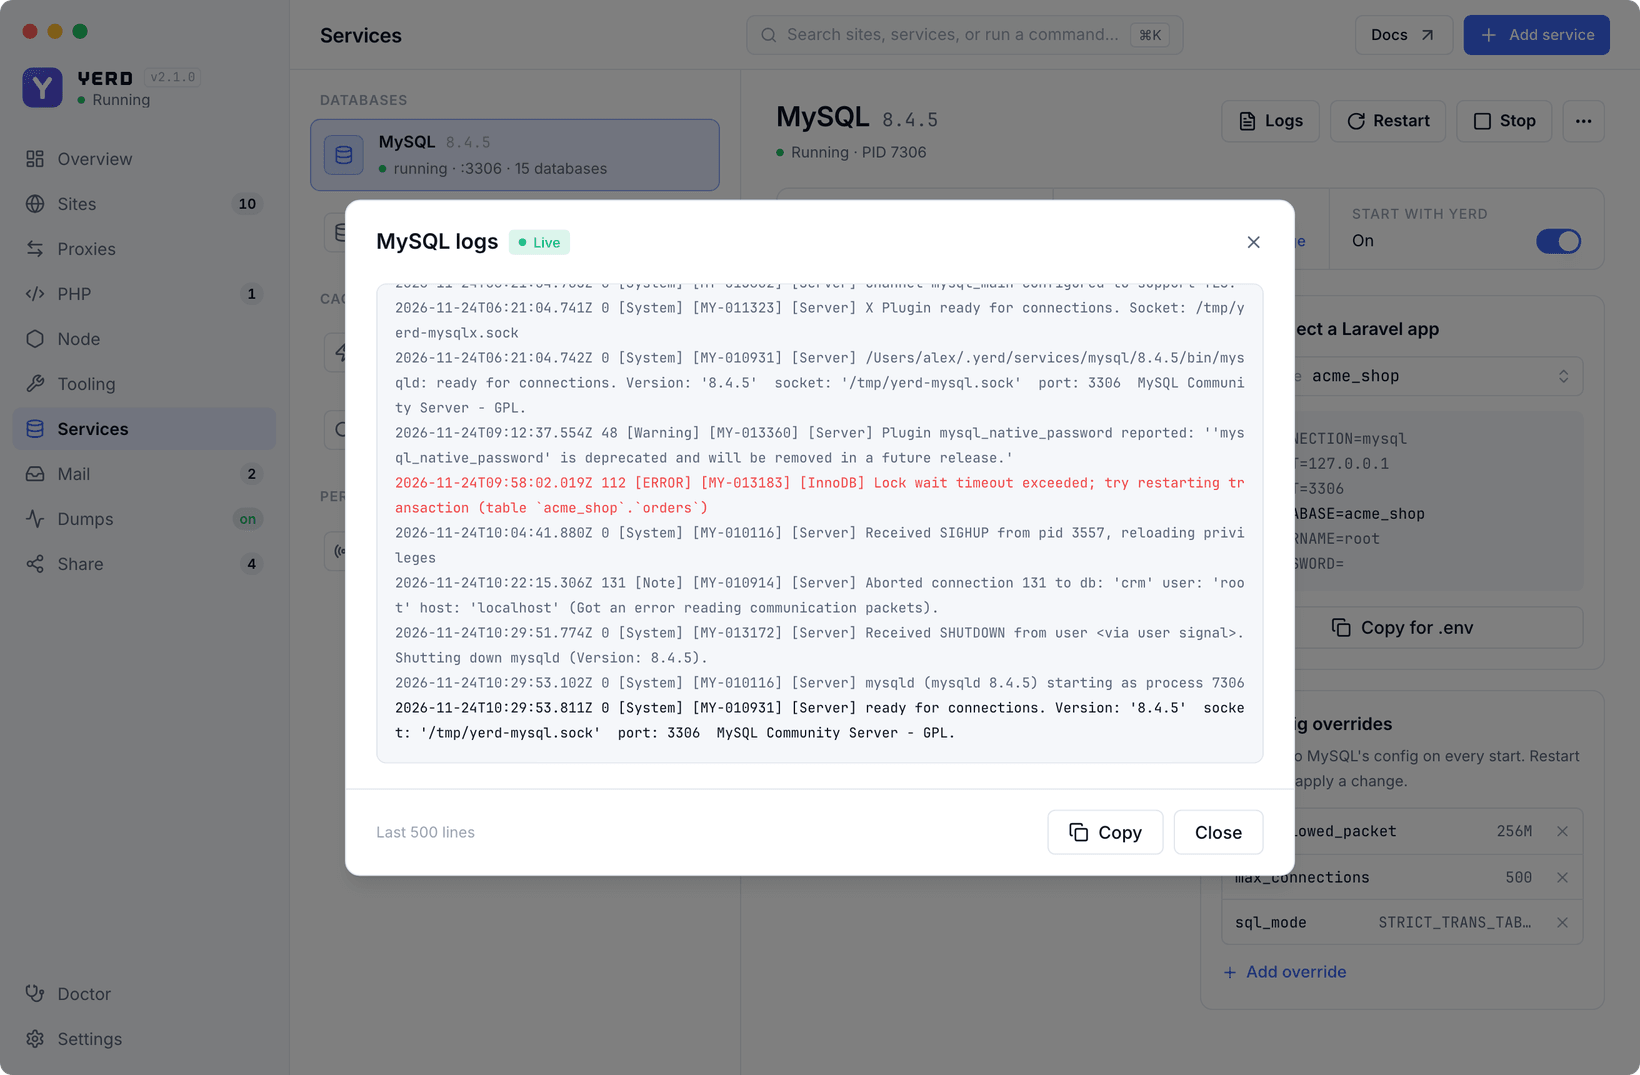 YERD v2.1.0
Running
Overview
Sites 10
Proxies
PHP 1
Node
Tooling
Services
Mail 2
Dumps on
Share 4
Doctor
Settings
Services
Search sites, services, or run a command... ⌘K
Docs
Add service
DATABASES
MySQL 8.4.5
running · :3306 · 15 databases
MySQL 8.4.5
Running · PID 7306
Logs
Restart
Stop
START WITH YERD
On
MySQL logs
Live
2026-11-24T06:21:04.741Z 0 [System] [MY-011323] [Server] X Plugin ready for connections. Socket: /tmp/y
erd-mysqlx.sock
2026-11-24T06:21:04.742Z 0 [System] [MY-010931] [Server] /Users/alex/.yerd/services/mysql/8.4.5/bin/mys
qld: ready for connections. Version: '8.4.5'  socket: '/tmp/yerd-mysql.sock'  port: 3306  MySQL Communi
ty Server - GPL.
2026-11-24T09:12:37.554Z 48 [Warning] [MY-013360] [Server] Plugin mysql_native_password reported: ''mys
ql_native_password' is deprecated and will be removed in a future release.'
2026-11-24T09:58:02.019Z 112 [ERROR] [MY-013183] [InnoDB] Lock wait timeout exceeded; try restarting tr
ansaction (table `acme_shop`.`orders`)
2026-11-24T10:04:41.880Z 0 [System] [MY-010116] [Server] Received SIGHUP from pid 3557, reloading privi
leges
2026-11-24T10:22:15.306Z 131 [Note] [MY-010914] [Server] Aborted connection 131 to db: 'crm' user: 'roo
t' host: 'localhost' (Got an error reading communication packets).
2026-11-24T10:29:51.774Z 0 [System] [MY-013172] [Server] Received SHUTDOWN from user <via user signal>.
Shutting down mysqld (Version: 8.4.5).
2026-11-24T10:29:53.102Z 0 [System] [MY-010116] [Server] mysqld (mysqld 8.4.5) starting as process 7306
2026-11-24T10:29:53.811Z 0 [System] [MY-010931] [Server] ready for connections. Version: '8.4.5'  socke
t: '/tmp/yerd-mysql.sock'  port: 3306  MySQL Community Server - GPL.
Last 500 lines
Copy
Close
a Laravel app
acme_shop
NECTION=mysql
=127.0.0.1
=3306
ABASE=acme_shop
RNAME=root
SWORD=
Copy for .env
overrides
MySQL's config on every start. Restart
apply a change.
lowed_packet 256M
max_connections 500
sql_mode STRICT_TRANS_TAB…
Add override